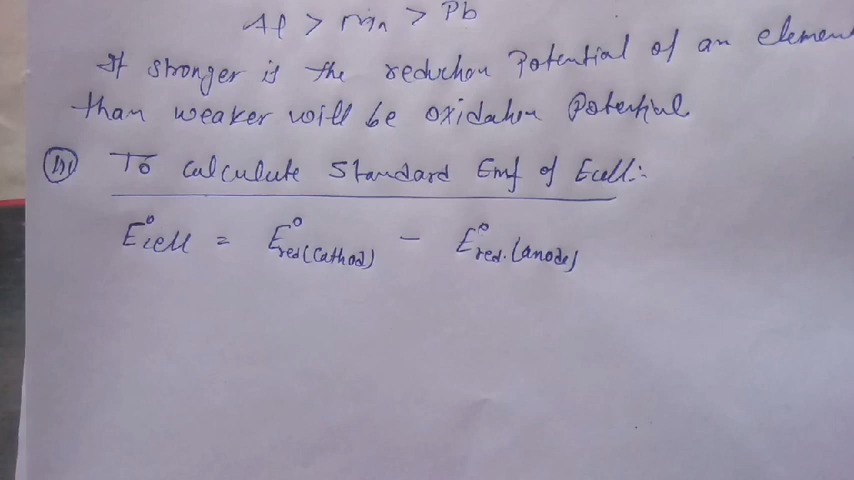 Al > Mn > Pb
If stronger is the reduction Potential of an elemen
than weaker will be oxidation Potential
(III) To Calculate Standard Emf of Ecell:-
E°cell = E°red(Cathod) - E°red.(anode)